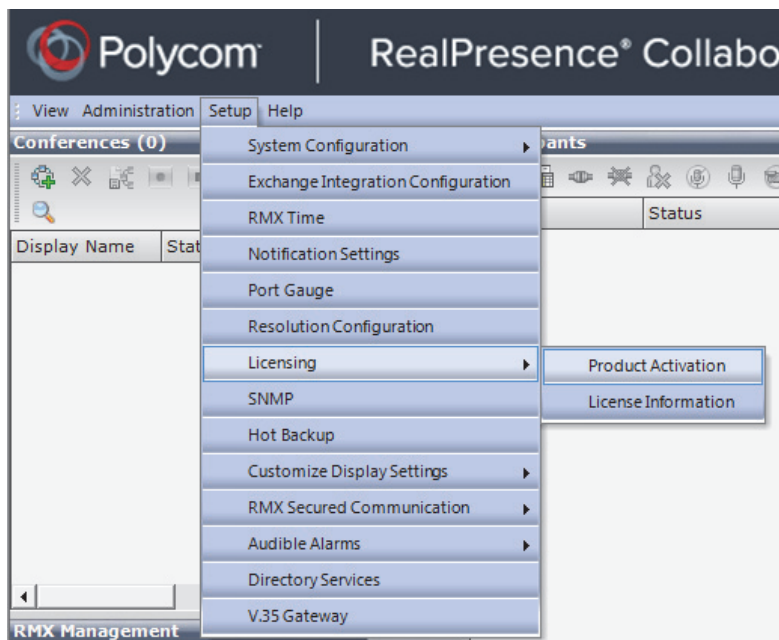 Polycom
RealPresence® Collabo
View Administration Setup Help
Conferences (0)
pants
System Configuration
Exchange Integration Configuration
RMX Time
Status
Display Name Stat
Notification Settings
Port Gauge
Resolution Configuration
Licensing
Product Activation
License Information
SNMP
Hot Backup
Customize Display Settings
RMX Secured Communication
Audible Alarms
Directory Services
V.35 Gateway
RMX Management